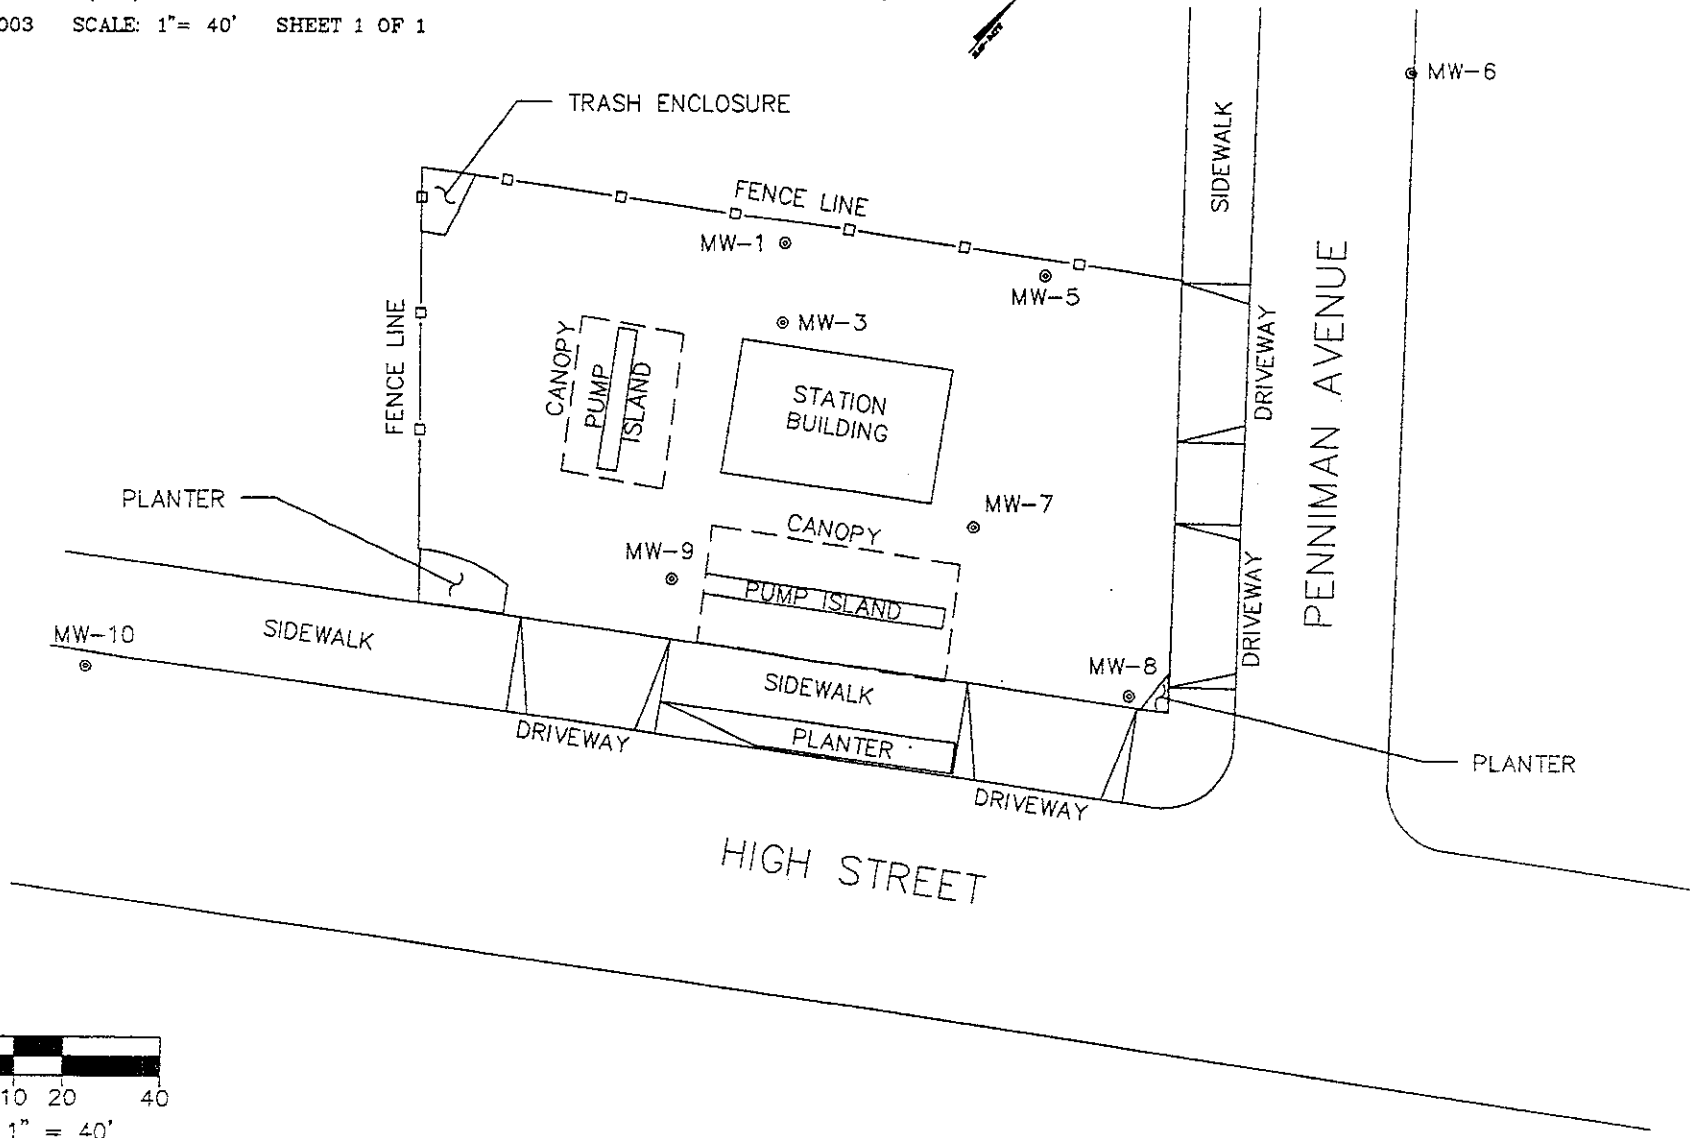 003 SCALE: 1"= 40' SHEET 1 OF 1
MW-6
TRASH ENCLOSURE
SIDEWALK
FENCE LINE
MW-1
MW-5
MW-3
FENCE LINE
CANOPY
PUMP
ISLAND
STATION
BUILDING
DRIVEWAY
PENNIMAN AVENUE
PLANTER
MW-7
CANOPY
MW-9
PUMP ISLAND
DRIVEWAY
MW-10
SIDEWALK
MW-8
SIDEWALK
DRIVEWAY
PLANTER
PLANTER
DRIVEWAY
HIGH STREET
10 20 40
1" = 40'